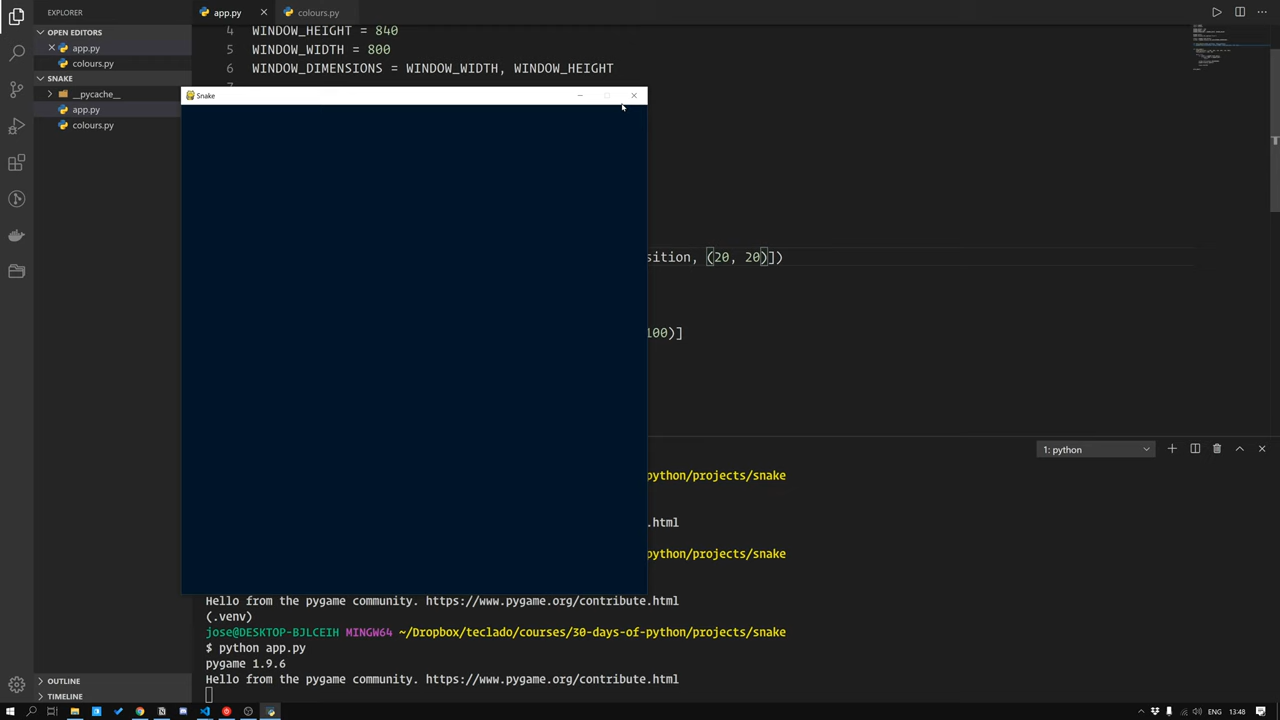 EXPLORER
app.py
colours.py
OPEN EDITORS
app.py
colours.py
SNAKE
__pycache__
app.py
colours.py
OUTLINE
TIMELINE
4 WINDOW_HEIGHT = 840
5 WINDOW_WIDTH = 800
6 WINDOW_DIMENSIONS = WINDOW_WIDTH, WINDOW_HEIGHT
Snake
sition, (20, 20)])
100)]
1: python
python/projects/snake
.html
python/projects/snake
Hello from the pygame community. https://www.pygame.org/contribute.html
(.venv)
jose@DESKTOP-BJLCEIH MINGW64 ~/Dropbox/teclado/courses/30-days-of-python/projects/snake
$ python app.py
pygame 1.9.6
Hello from the pygame community. https://www.pygame.org/contribute.html
ENG 13:48